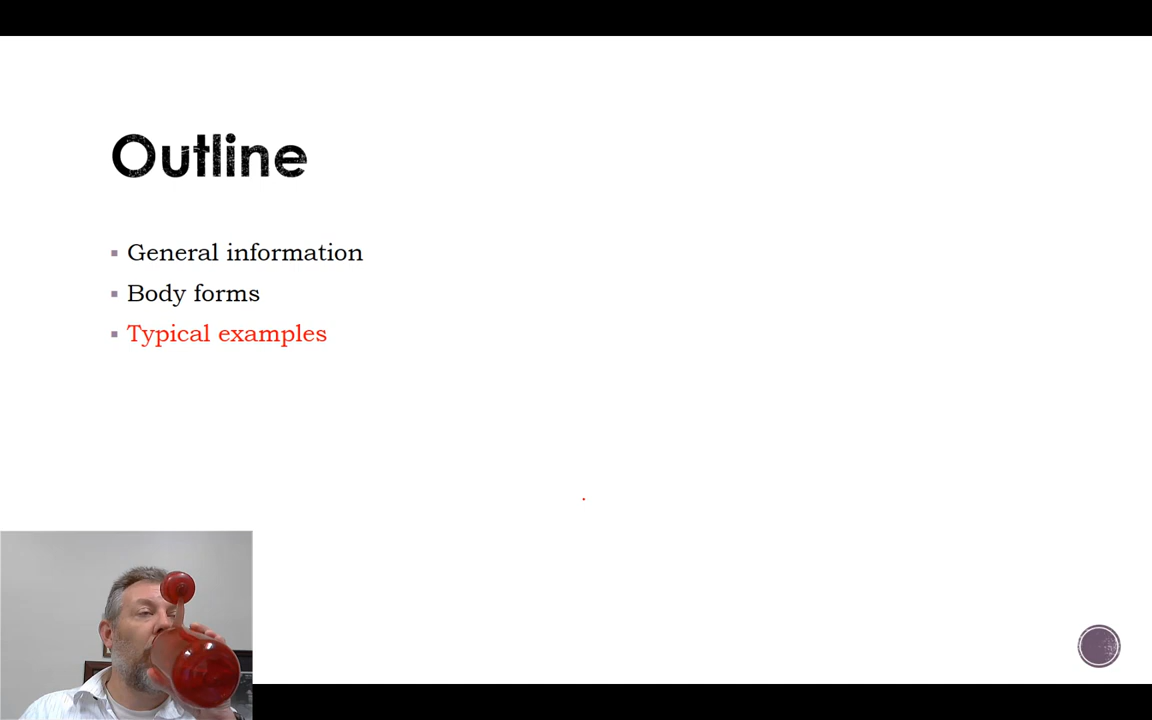 Outline
General information
Body forms
Typical examples